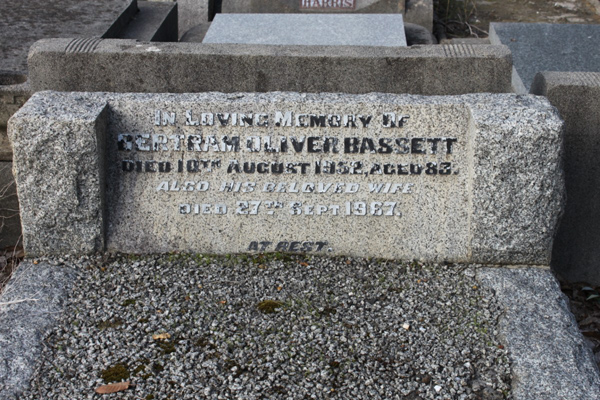 HARRIS
IN LOVING MEMORY OF
BERTRAM OLIVER BASSETT
DIED 10TH AUGUST 1952, AGED 83.
ALSO HIS BELOVED WIFE
DIED 27TH SEPT 1967.
AT REST.